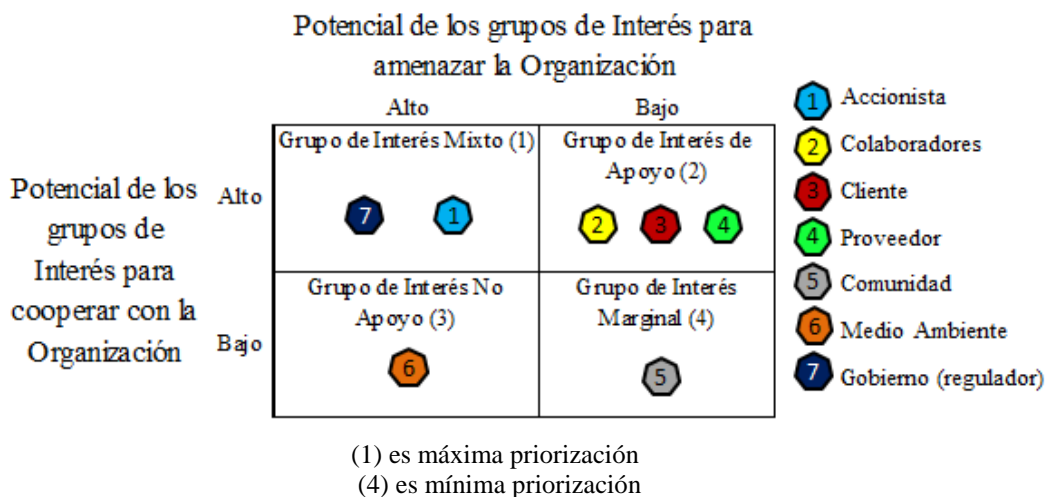 Potencial de los grupos de Interés para
amenazar la Organización
Alto
Bajo
Potencial de los
grupos de
Interés para
cooperar con la
Organización
Alto
Bajo
Grupo de Interés Mixto (1)
7
1
Grupo de Interés de
Apoyo (2)
2
3
4
Grupo de Interés No
Apoyo (3)
6
Grupo de Interés
Marginal (4)
5
1 Accionista
2 Colaboradores
3 Cliente
4 Proveedor
5 Comunidad
6 Medio Ambiente
7 Gobierno (regulador)
(1) es máxima priorización
(4) es mínima priorización